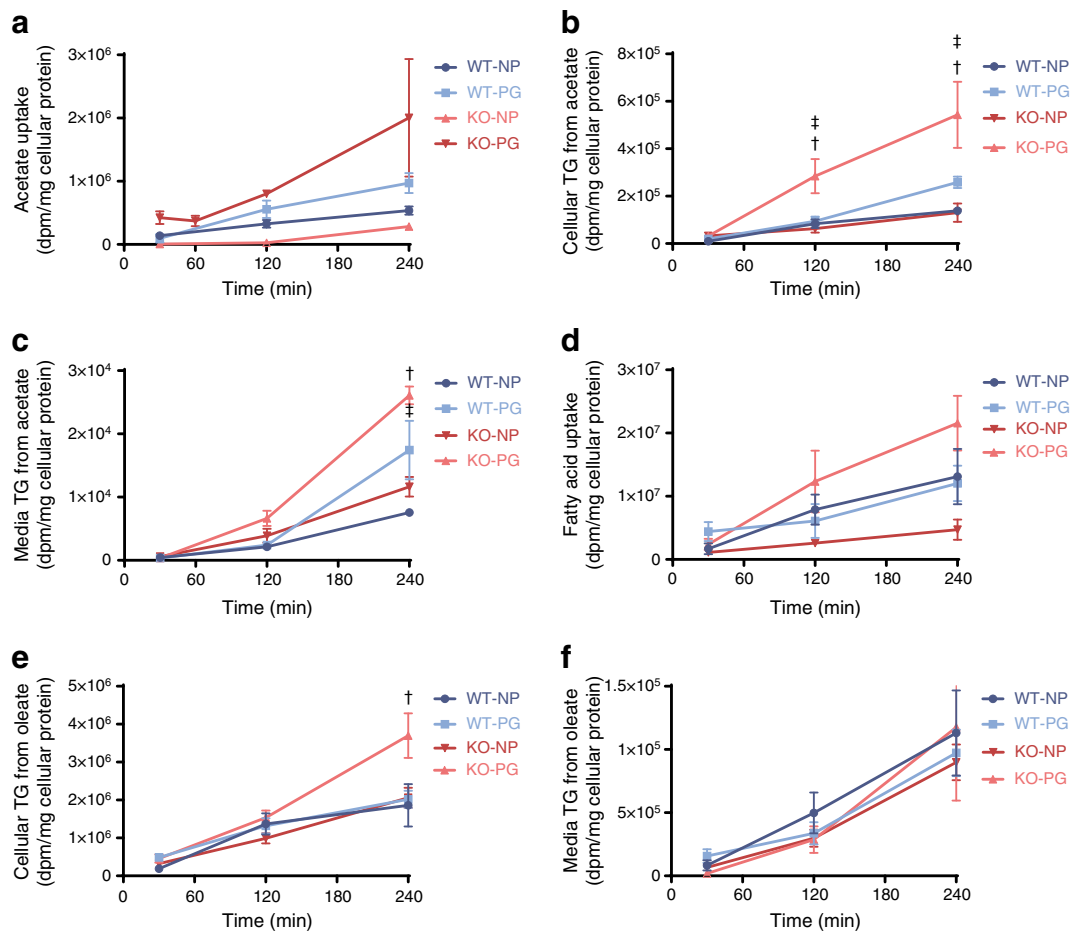 a
Acetate uptake
(dpm/mg cellular protein)
3×10⁶
2×10⁶
1×10⁶
0
0 60 120 180 240
Time (min)
WT-NP
WT-PG
KO-NP
KO-PG
b
Cellular TG from acetate
(dpm/mg cellular protein)
8×10⁵
6×10⁵
4×10⁵
2×10⁵
0
‡
†
‡
†
0 60 120 180 240
Time (min)
WT-NP
WT-PG
KO-NP
KO-PG
c
Media TG from acetate
(dpm/mg cellular protein)
3×10⁴
2×10⁴
1×10⁴
0
†
‡
0 60 120 180 240
Time (min)
WT-NP
WT-PG
KO-NP
KO-PG
d
Fatty acid uptake
(dpm/mg cellular protein)
3×10⁷
2×10⁷
1×10⁷
0
0 60 120 180 240
Time (min)
WT-NP
WT-PG
KO-NP
KO-PG
e
Cellular TG from oleate
(dpm/mg cellular protein)
5×10⁶
4×10⁶
3×10⁶
2×10⁶
1×10⁶
0
†
0 60 120 180 240
Time (min)
WT-NP
WT-PG
KO-NP
KO-PG
f
Media TG from oleate
(dpm/mg cellular protein)
1.5×10⁵
1×10⁵
5×10⁴
0
0 60 120 180 240
Time (min)
WT-NP
WT-PG
KO-NP
KO-PG